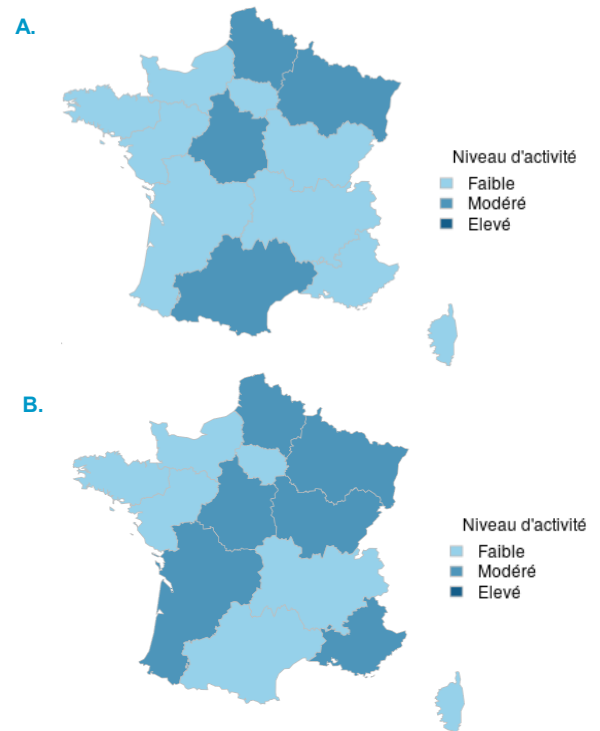 A.
Niveau d'activité
Faible
Modéré
Elevé
B.
Niveau d'activité
Faible
Modéré
Elevé